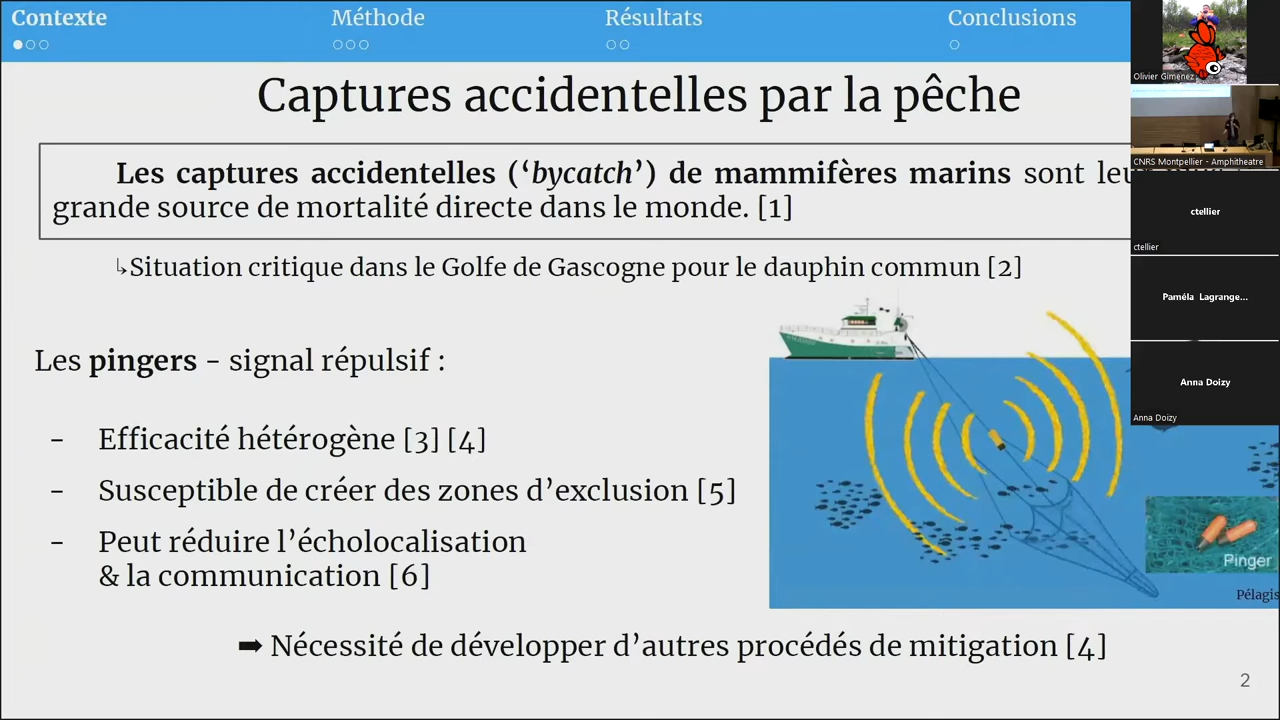 Contexte
Méthode
Résultats
Conclusions
Captures accidentelles par la pêche
Les captures accidentelles (‘bycatch’) de mammifères marins sont
grande source de mortalité directe dans le monde. [1]
↳Situation critique dans le Golfe de Gascogne pour le dauphin commun [2]
Les pingers - signal répulsif :
- Efficacité hétérogène [3] [4]
- Susceptible de créer des zones d’exclusion [5]
- Peut réduire l’écholocalisation
& la communication [6]
➡ Nécessité de développer d’autres procédés de mitigation [4]
Pinger
Pélagis
2
Olivier Gimenez
CNRS Montpellier - Amphitheatre
ctellier
ctellier
Paméla Lagrange...
Anna Doizy
Anna Doizy